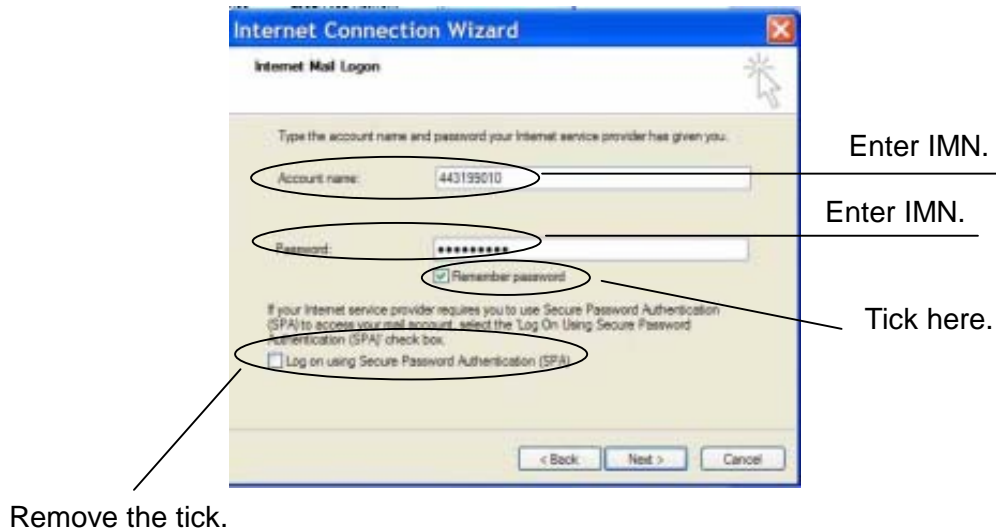 Internet Connection Wizard
Internet Mail Logon
Type the account name and password your Internet service provider has given you.
Enter IMN.
Account name: 443199010
Enter IMN.
Password: •••••••••
Remember password
If your Internet service provider requires you to use Secure Password Authentication
(SPA) to access your mail account, select the 'Log On Using Secure Password
Authentication (SPA)' check box.
Tick here.
Log on using Secure Password Authentication (SPA)
< Back Next > Cancel
Remove the tick.